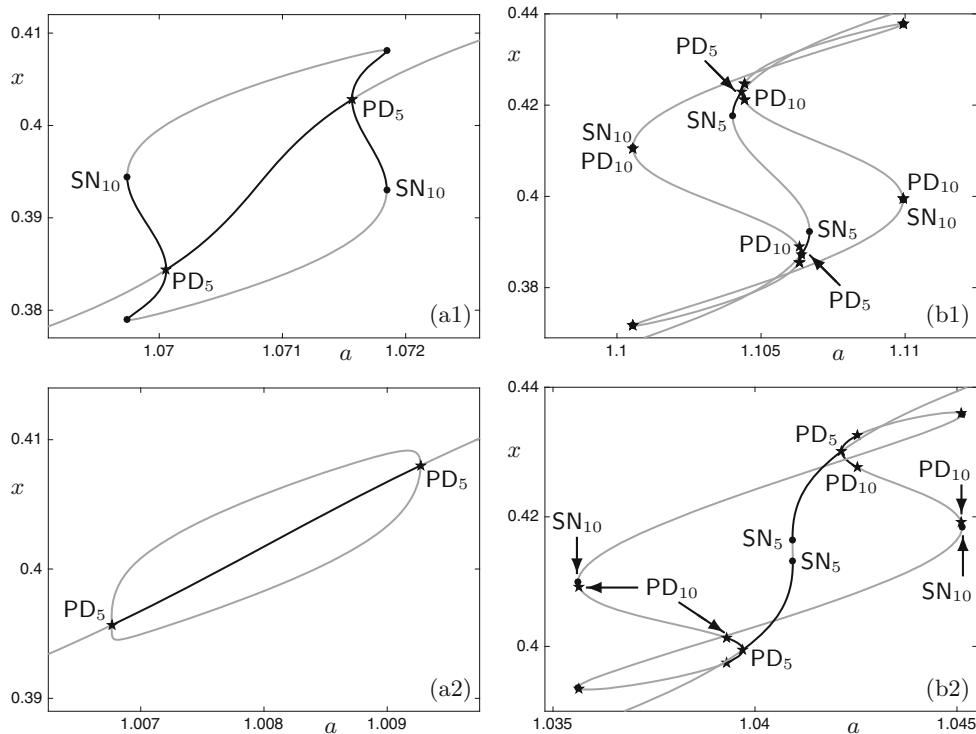 0.41
x
0.4
0.39
0.38
PD5
SN10
SN10
PD5
(a1)
1.07
1.071
a
1.072
0.44
x
0.42
0.4
0.38
PD5
PD10
SN5
SN10
PD10
PD10
SN10
SN5
PD10
PD5
(b1)
1.1
1.105
a
1.11
0.41
x
0.4
0.39
PD5
PD5
(a2)
1.007
1.008
a
1.009
0.44
x
0.42
0.4
PD5
PD10
PD10
SN10
SN5
SN5
SN10
PD10
PD5
(b2)
1.035
1.04
a
1.045